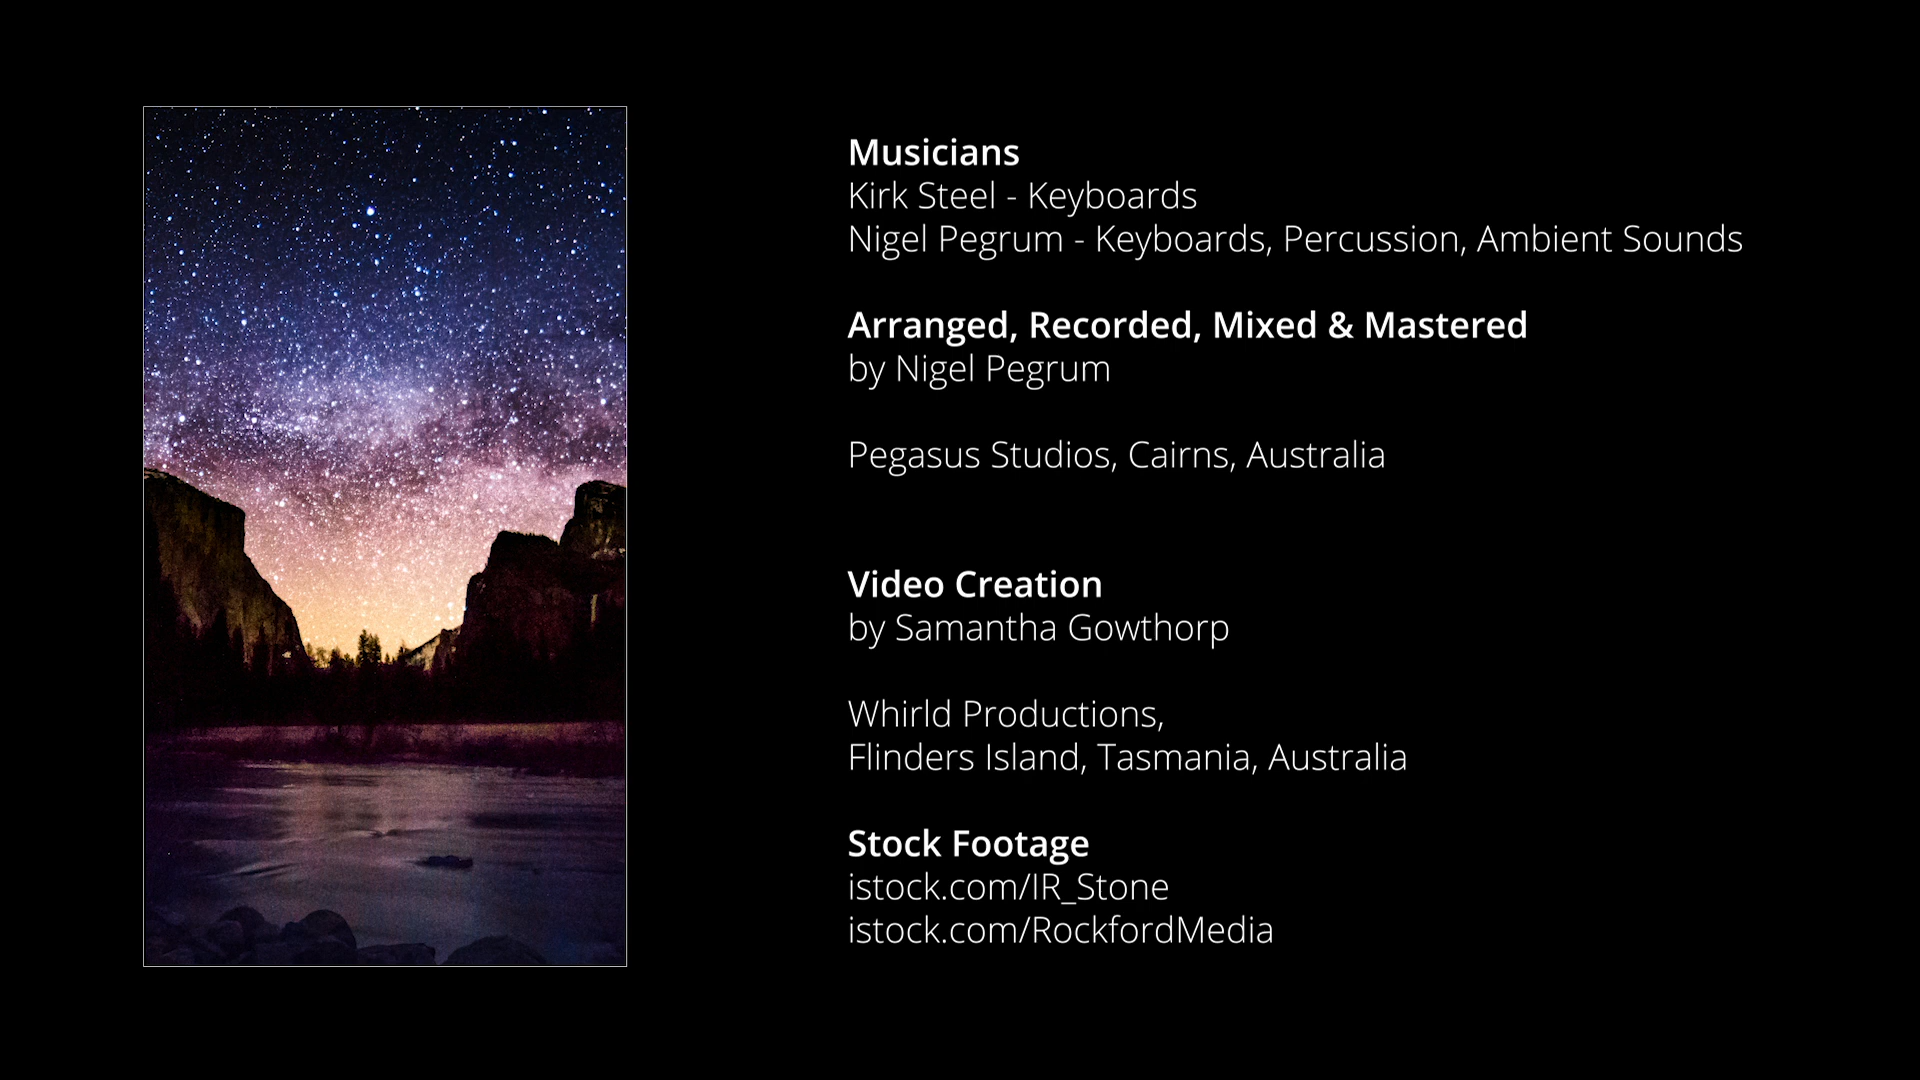 Musicians
Kirk Steel - Keyboards
Nigel Pegrum - Keyboards, Percussion, Ambient Sounds
Arranged, Recorded, Mixed & Mastered
by Nigel Pegrum
Pegasus Studios, Cairns, Australia
Video Creation
by Samantha Gowthorp
Whirld Productions,
Flinders Island, Tasmania, Australia
Stock Footage
istock.com/IR_Stone
istock.com/RockfordMedia